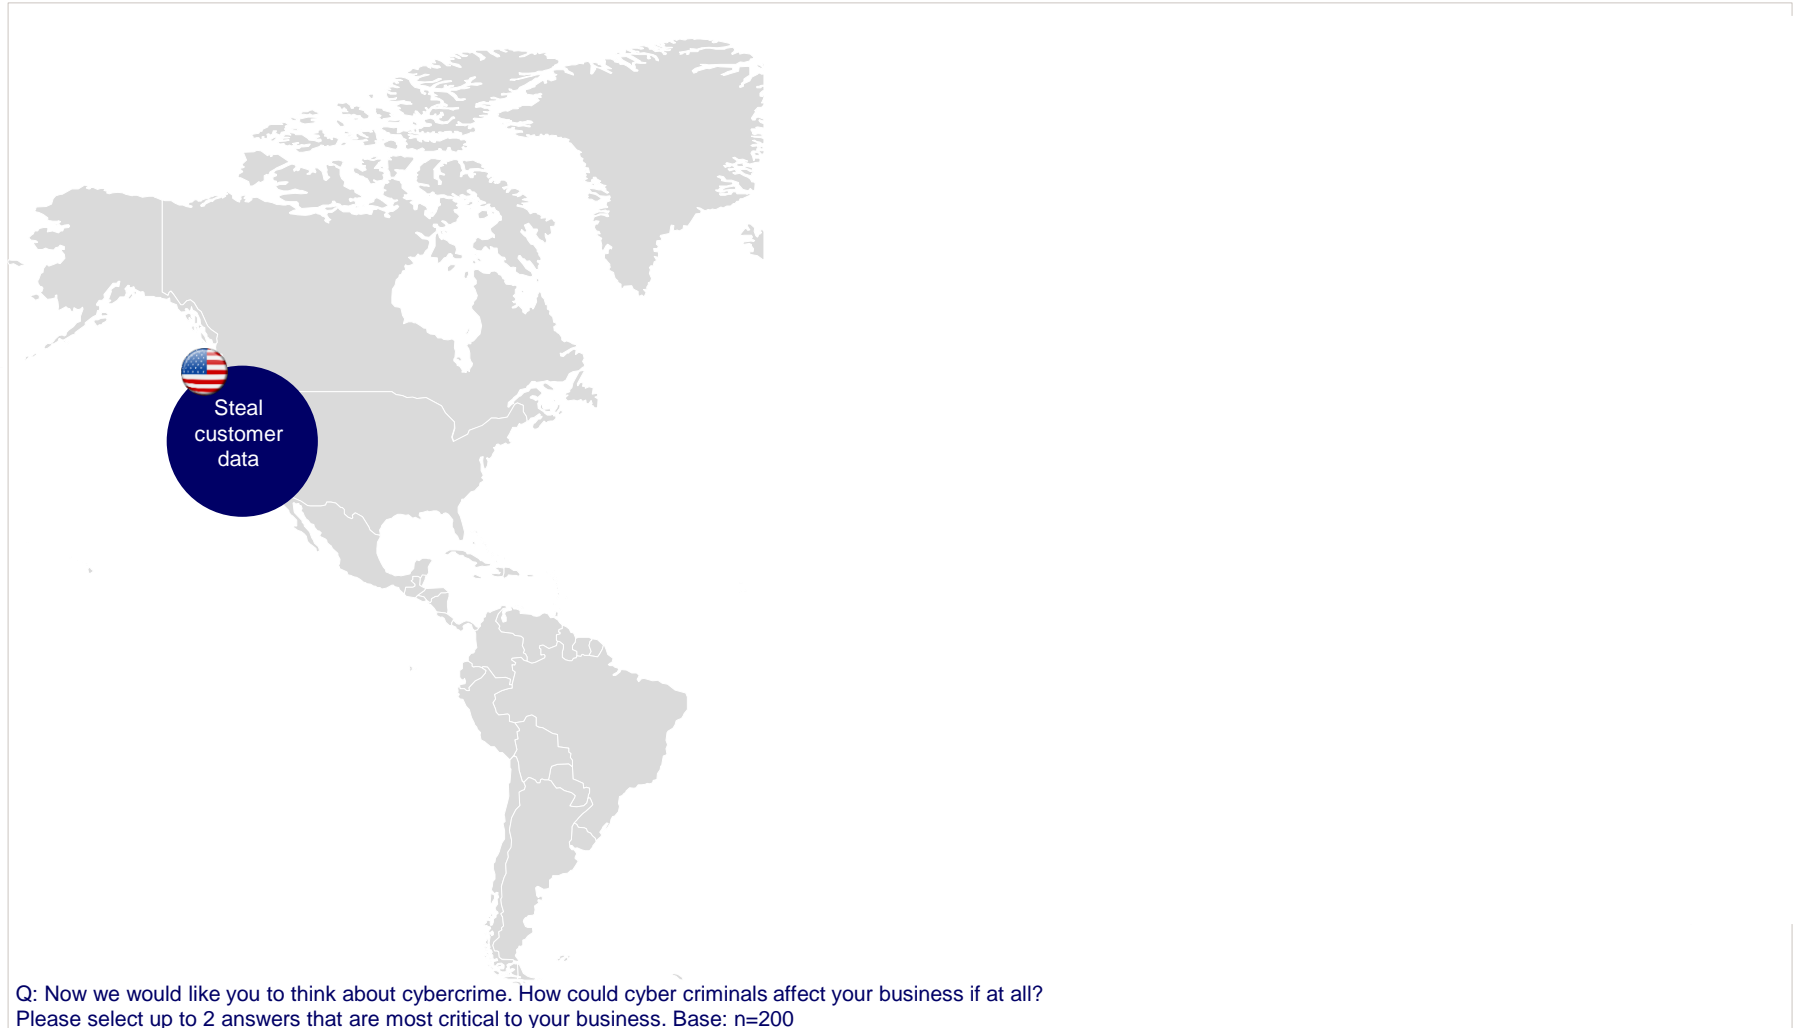 Steal
customer
data
Q: Now we would like you to think about cybercrime. How could cyber criminals affect your business if at all?
Please select up to 2 answers that are most critical to your business. Base: n=200